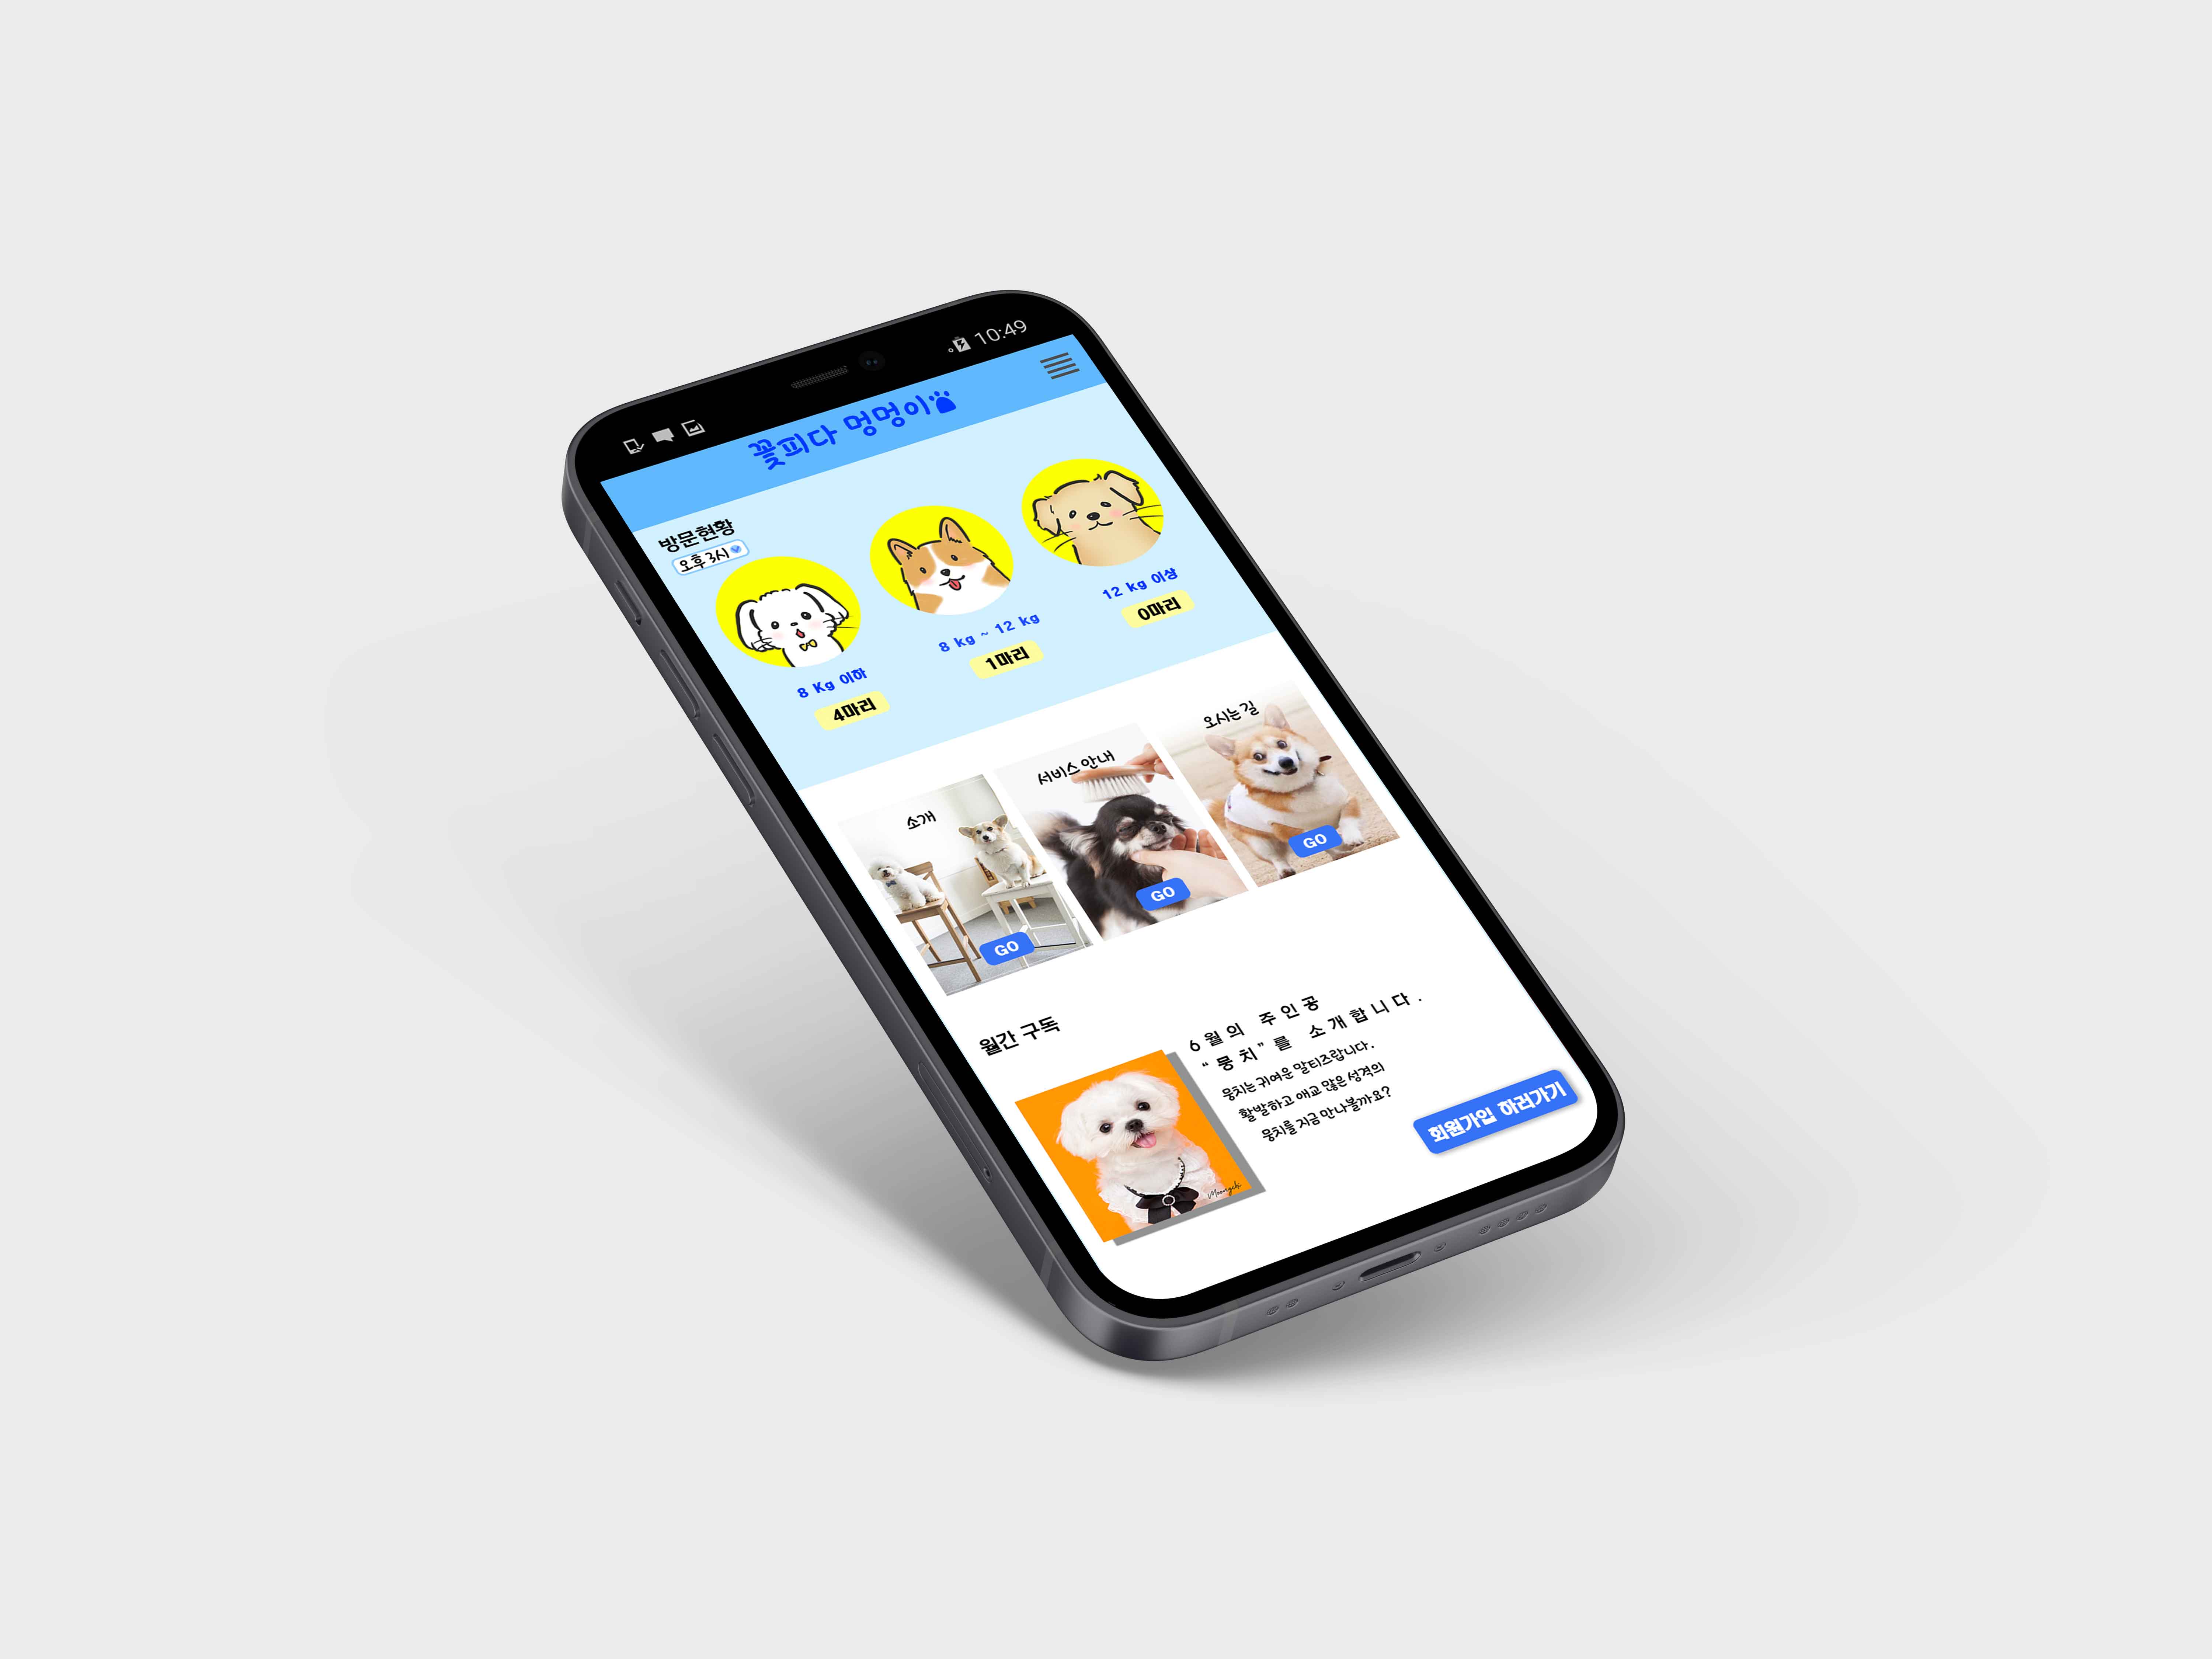 10:49
꽃피다 멍멍이
방문현황
오후 3시
8 Kg 이하
4마리
8 kg ~ 12 kg
1마리
12 kg 이상
0마리
소개
GO
서비스 안내
GO
오시는 길
GO
월간 구독
6월의 주인공
“뭉치”를 소개합니다.
뭉치는 귀여운 말티즈랍니다.
활발하고 애교 많은 성격의
뭉치를 지금 만나볼까요?
Moongchi
회원가입 하러가기